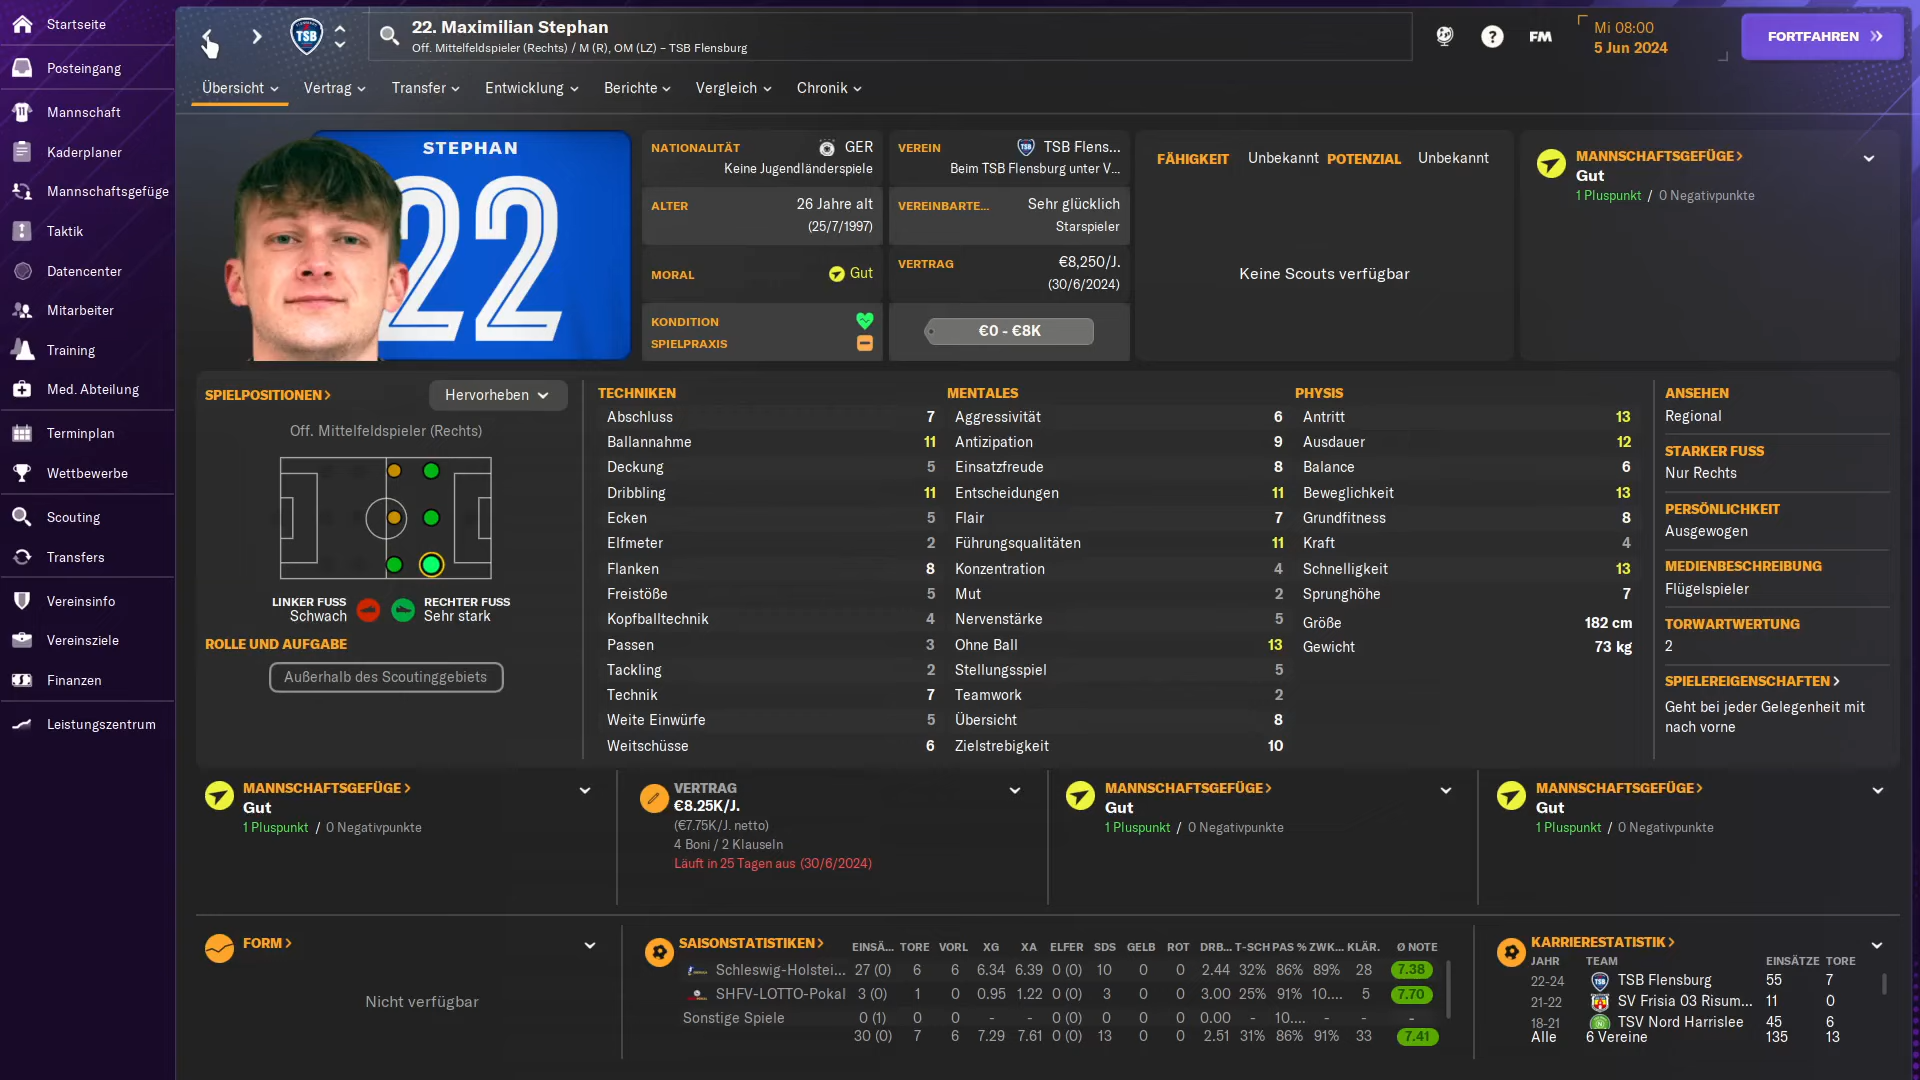 Startseite
Posteingang
Mannschaft
Kaderplaner
Mannschaftsgefüge
Taktik
Datencenter
Mitarbeiter
Training
Med. Abteilung
Terminplan
Wettbewerbe
Scouting
Transfers
Vereinsinfo
Vereinsziele
Finanzen
Leistungszentrum
TSB
22. Maximilian Stephan
Off. Mittelfeldspieler (Rechts) / M (R), OM (LZ) – TSB Flensburg
FM
Mi 08:00
5 Jun 2024
FORTFAHREN
Übersicht Vertrag Transfer Entwicklung Berichte Vergleich Chronik
STEPHAN
22
NATIONALITÄT GER
Keine Jugendländerspiele
ALTER 26 Jahre alt
(25/7/1997)
MORAL Gut
KONDITION
SPIELPRAXIS
VEREIN TSB Flens...
Beim TSB Flensburg unter V...
VEREINBARTE... Sehr glücklich
Starspieler
VERTRAG €8,250/J.
(30/6/2024)
€0 - €8K
FÄHIGKEIT Unbekannt POTENZIAL Unbekannt
Keine Scouts verfügbar
MANNSCHAFTSGEFÜGE
Gut
1 Pluspunkt / 0 Negativpunkte
SPIELPOSITIONEN
Hervorheben
Off. Mittelfeldspieler (Rechts)
LINKER FUSS
Schwach
RECHTER FUSS
Sehr stark
ROLLE UND AUFGABE
Außerhalb des Scoutinggebiets
TECHNIKEN
Abschluss 7
Ballannahme 11
Deckung 5
Dribbling 11
Ecken 5
Elfmeter 2
Flanken 8
Freistöße 5
Kopfballtechnik 4
Passen 3
Tackling 2
Technik 7
Weite Einwürfe 5
Weitschüsse 6
MENTALES
Aggressivität 6
Antizipation 9
Einsatzfreude 8
Entscheidungen 11
Flair 7
Führungsqualitäten 11
Konzentration 4
Mut 2
Nervenstärke 5
Ohne Ball 13
Stellungsspiel 5
Teamwork 2
Übersicht 8
Zielstrebigkeit 10
PHYSIS
Antritt 13
Ausdauer 12
Balance 6
Beweglichkeit 13
Grundfitness 8
Kraft 4
Schnelligkeit 13
Sprunghöhe 7
Größe 182 cm
Gewicht 73 kg
ANSEHEN
Regional
STARKER FUSS
Nur Rechts
PERSÖNLICHKEIT
Ausgewogen
MEDIENBESCHREIBUNG
Flügelspieler
TORWARTWERTUNG
2
SPIELEREIGENSCHAFTEN
Geht bei jeder Gelegenheit mit
nach vorne
MANNSCHAFTSGEFÜGE
Gut
1 Pluspunkt / 0 Negativpunkte
VERTRAG
€8.25K/J.
(€7.75K/J. netto)
4 Boni / 2 Klauseln
Läuft in 25 Tagen aus (30/6/2024)
MANNSCHAFTSGEFÜGE
Gut
1 Pluspunkt / 0 Negativpunkte
MANNSCHAFTSGEFÜGE
Gut
1 Pluspunkt / 0 Negativpunkte
FORM
Nicht verfügbar
SAISONSTATISTIKEN EINSÄ... TORE VORL XG XA ELFER SDS GELB ROT DRB... T-SCH PAS % ZWK... KLÄR. Ø NOTE
Schleswig-Holstei... 27 (0) 6 6 6.34 6.39 0 (0) 10 0 0 2.44 32% 86% 89% 28 7.38
SHFV-LOTTO-Pokal 3 (0) 1 0 0.95 1.22 0 (0) 3 0 0 3.00 25% 91% 10.... 5 7.70
Sonstige Spiele 0 (1) 0 0 - - 0 (0) 0 0 0 0.00 - 10.... - - -
30 (0) 7 6 7.29 7.61 0 (0) 13 0 0 2.51 31% 86% 91% 33 7.41
KARRIERESTATISTIK
JAHR TEAM EINSÄTZE TORE
22-24 TSB Flensburg 55 7
21-22 SV Frisia 03 Risum... 11 0
18-21 TSV Nord Harrislee 45 6
Alle 6 Vereine 135 13